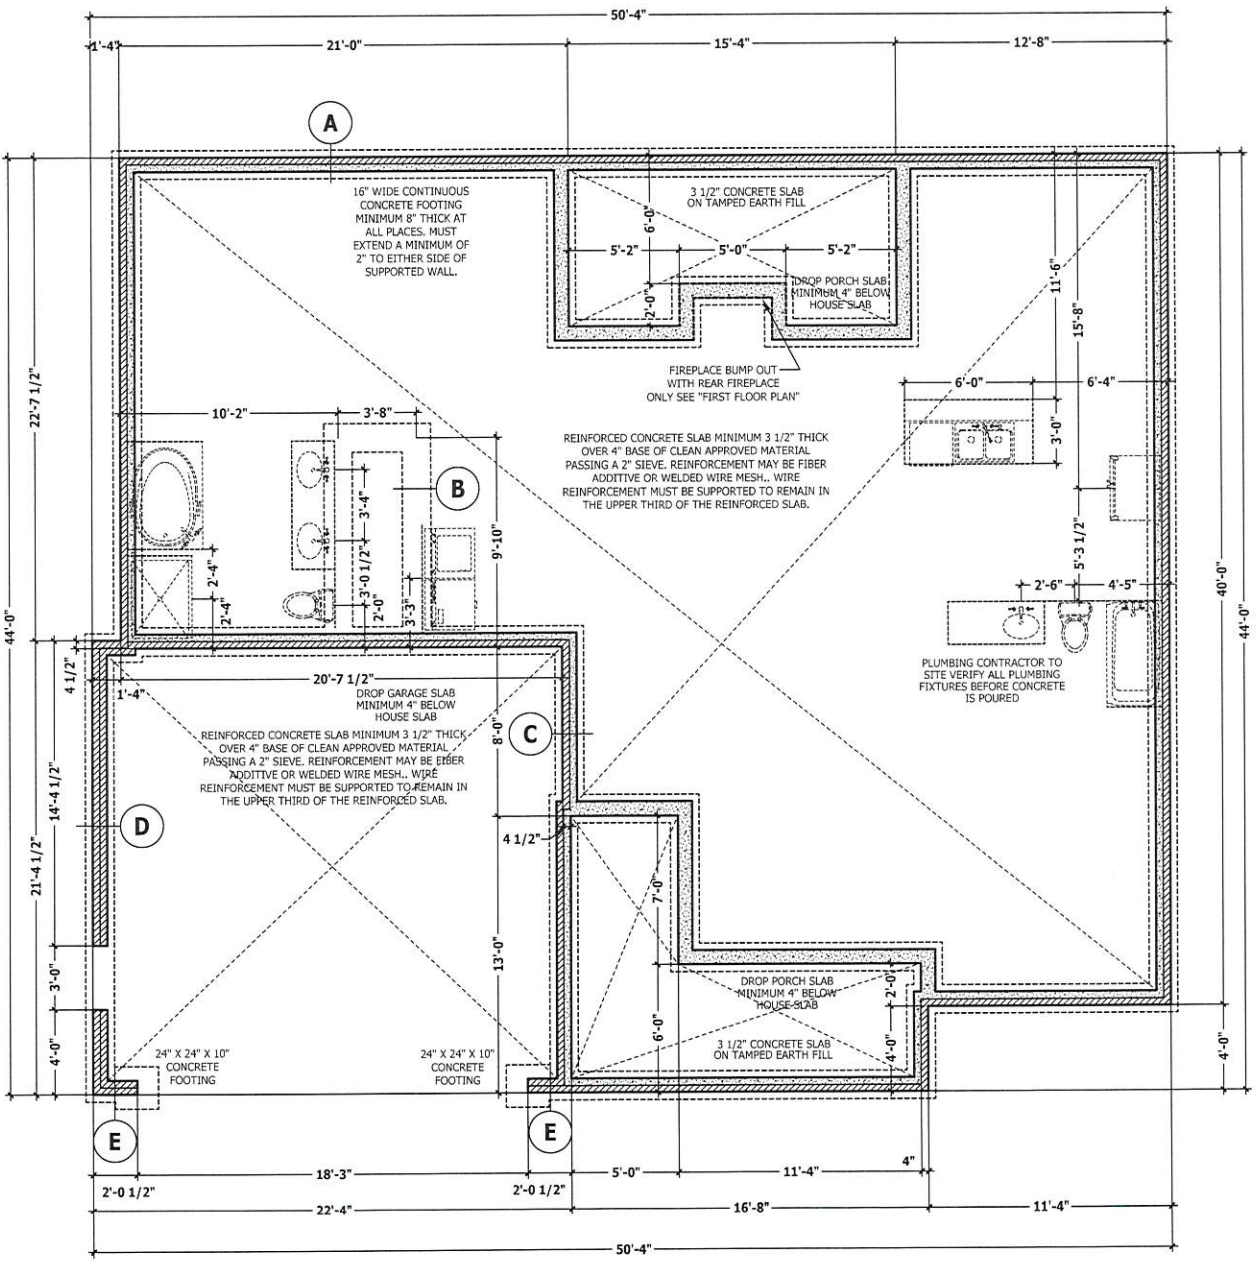 50'-4"
1'-4"
21'-0"
15'-4"
12'-8"
A
16" WIDE CONTINUOUS
CONCRETE FOOTING
MINIMUM 8" THICK AT
ALL PLACES. MUST
EXTEND A MINIMUM OF
2" TO EITHER SIDE OF
SUPPORTED WALL.
3 1/2" CONCRETE SLAB
ON TAMPED EARTH FILL
6'-0"
5'-2"
5'-0"
5'-2"
2'-0"
DROP PORCH SLAB
MINIMUM 4" BELOW
HOUSE SLAB
11'-6"
15'-8"
FIREPLACE BUMP OUT
WITH REAR FIREPLACE
ONLY SEE "FIRST FLOOR PLAN"
6'-0"
6'-4"
3'-0"
22'-7 1/2"
10'-2"
3'-8"
REINFORCED CONCRETE SLAB MINIMUM 3 1/2" THICK
OVER 4" BASE OF CLEAN APPROVED MATERIAL
PASSING A 2" SIEVE. REINFORCEMENT MAY BE FIBER
ADDITIVE OR WELDED WIRE MESH.. WIRE
REINFORCEMENT MUST BE SUPPORTED TO REMAIN IN
THE UPPER THIRD OF THE REINFORCED SLAB.
B
3'-4"
9'-10"
3'-0 1/2"
2'-4"
2'-4"
2'-0"
3'-3"
5'-3 1/2"
2'-6"
4'-5"
40'-0"
44'-0"
44'-0"
PLUMBING CONTRACTOR TO
SITE VERIFY ALL PLUMBING
FIXTURES BEFORE CONCRETE
IS POURED
4 1/2"
1'-4"
20'-7 1/2"
DROP GARAGE SLAB
MINIMUM 4" BELOW
HOUSE SLAB
REINFORCED CONCRETE SLAB MINIMUM 3 1/2" THICK
OVER 4" BASE OF CLEAN APPROVED MATERIAL
PASSING A 2" SIEVE. REINFORCEMENT MAY BE FIBER
ADDITIVE OR WELDED WIRE MESH.. WIRE
REINFORCEMENT MUST BE SUPPORTED TO REMAIN IN
THE UPPER THIRD OF THE REINFORCED SLAB.
8'-0"
C
14'-4 1/2"
21'-4 1/2"
D
4 1/2"
7'-0"
13'-0"
3'-0"
4'-0"
DROP PORCH SLAB
MINIMUM 4" BELOW
HOUSE SLAB
2'-0"
6'-0"
4'-0"
3 1/2" CONCRETE SLAB
ON TAMPED EARTH FILL
4'-0"
24" X 24" X 10"
CONCRETE
FOOTING
24" X 24" X 10"
CONCRETE
FOOTING
E
E
2'-0 1/2"
18'-3"
2'-0 1/2"
5'-0"
11'-4"
4"
22'-4"
16'-8"
11'-4"
50'-4"